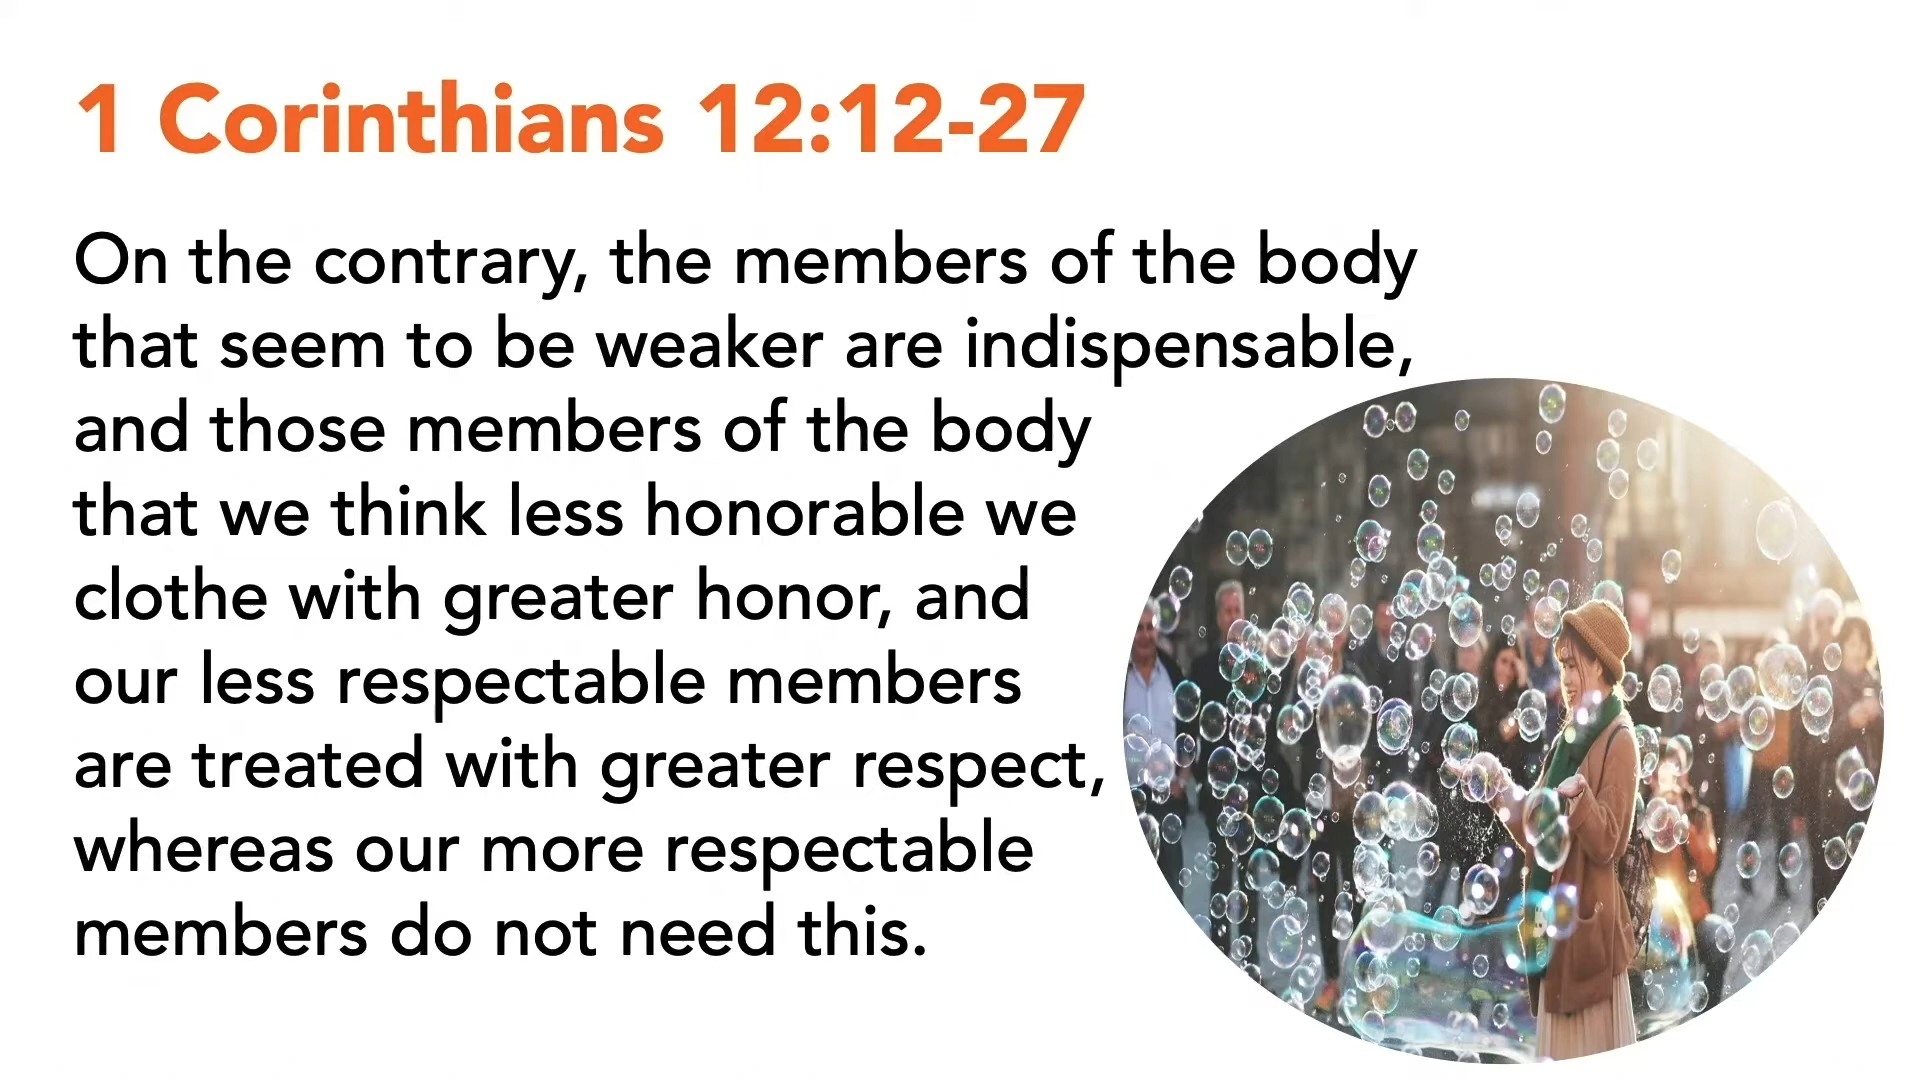 1 Corinthians 12:12-27
On the contrary, the members of the body
that seem to be weaker are indispensable,
and those members of the body
that we think less honorable we
clothe with greater honor, and
our less respectable members
are treated with greater respect,
whereas our more respectable
members do not need this.